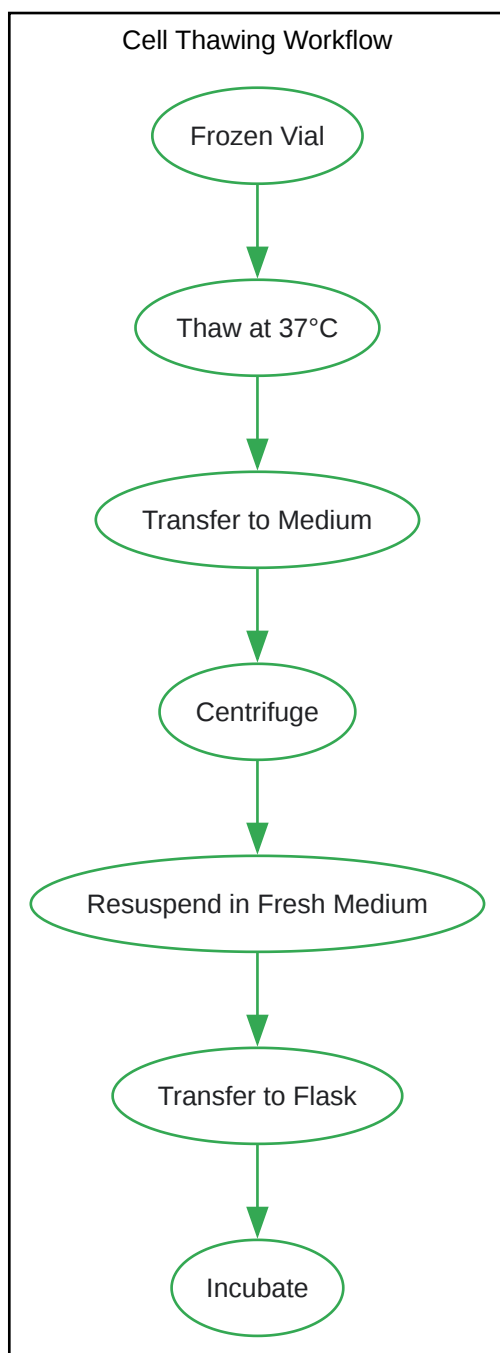 Cell Thawing Workflow
Frozen Vial
Thaw at 37°C
Transfer to Medium
Centrifuge
Resuspend in Fresh Medium
Transfer to Flask
Incubate